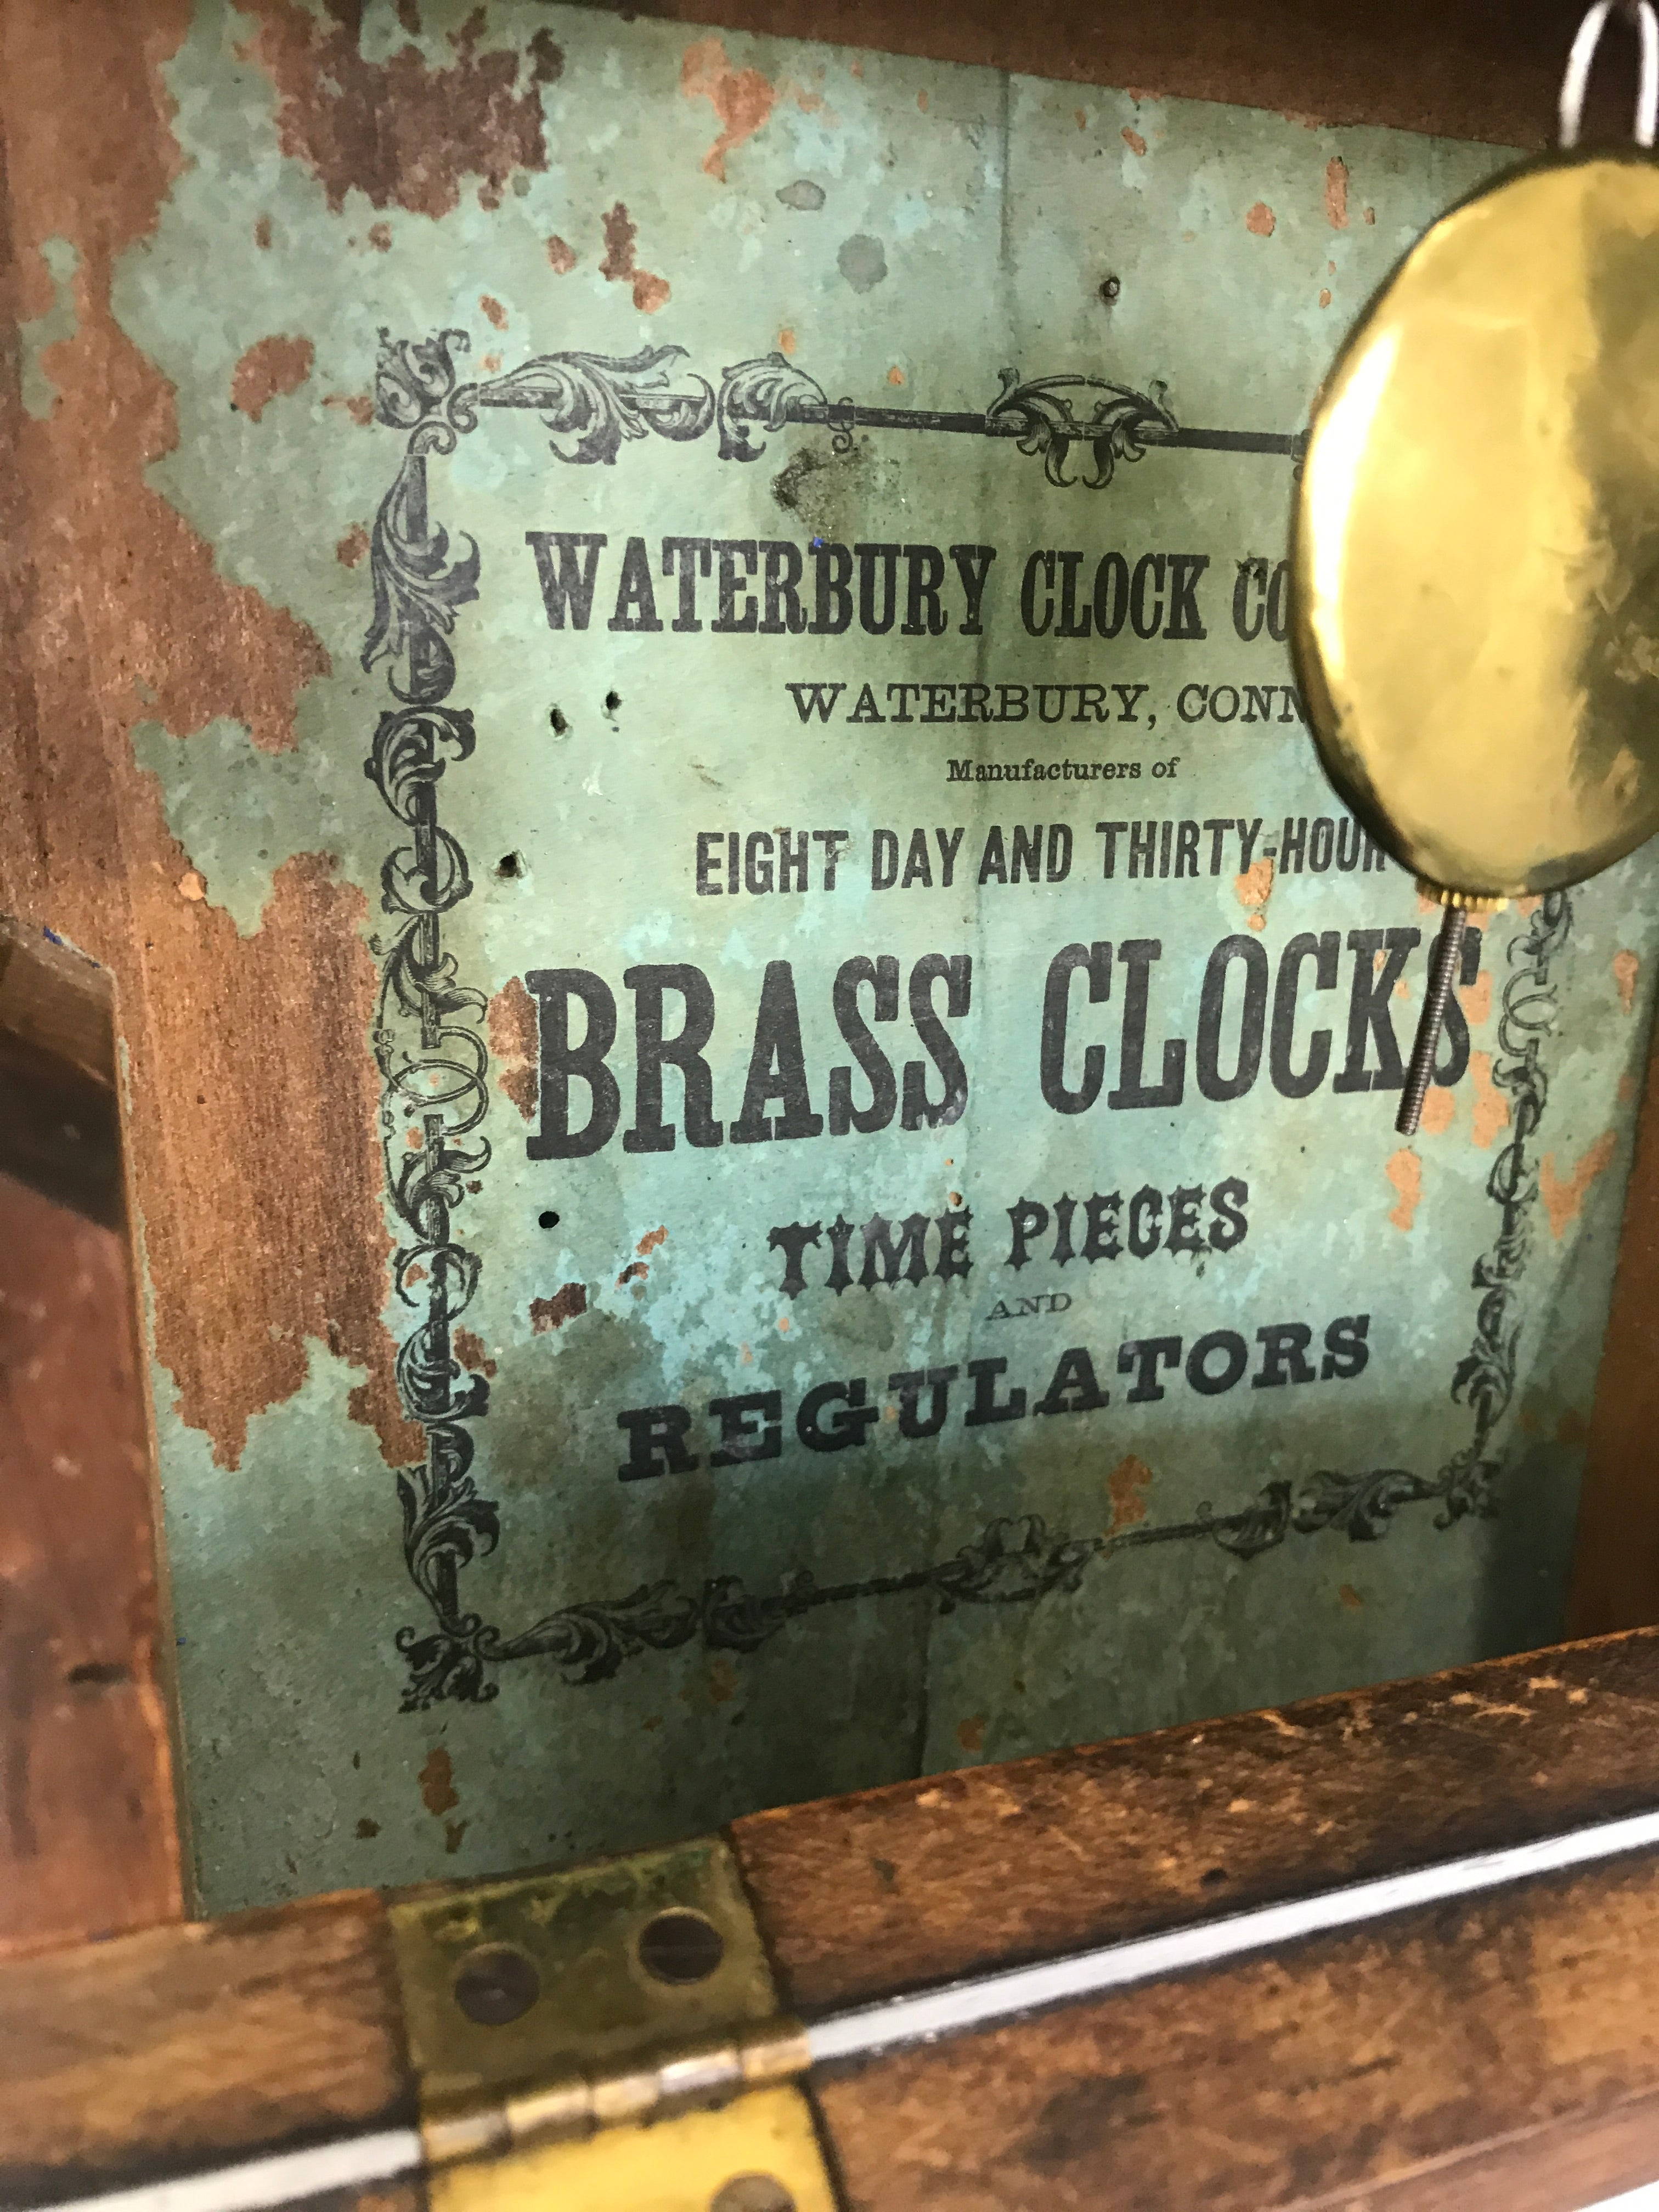 WATERBURY CLOCK CO
WATERBURY, CONN
Manufacturers of
EIGHT DAY AND THIRTY-HOUR
BRASS CLOCKS
TIME PIECES
AND
REGULATORS